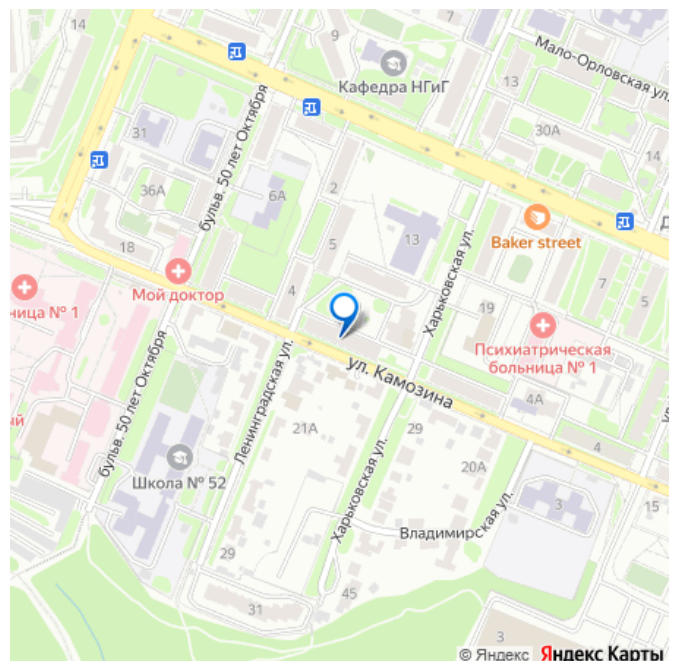 14
9
7
Кафедра НГиГ
Мало-Орловская ул.
13
31
бульв. 50 лет Октября
30А
14
36А
6А
2
18
5
13
Baker street
Д
Мой доктор
4
Харьковская ул.
7
5
ница № 1
19
Психиатрическая
больница № 1
ул. Камозина
бульв. 50 лет Октября
Ленинградская ул.
4А
ый
21А
29
4
Школа № 52
20А
Харьковская ул.
3
15
Владимирская ул.
29
31
45
3
© Яндекс Яндекс Карты